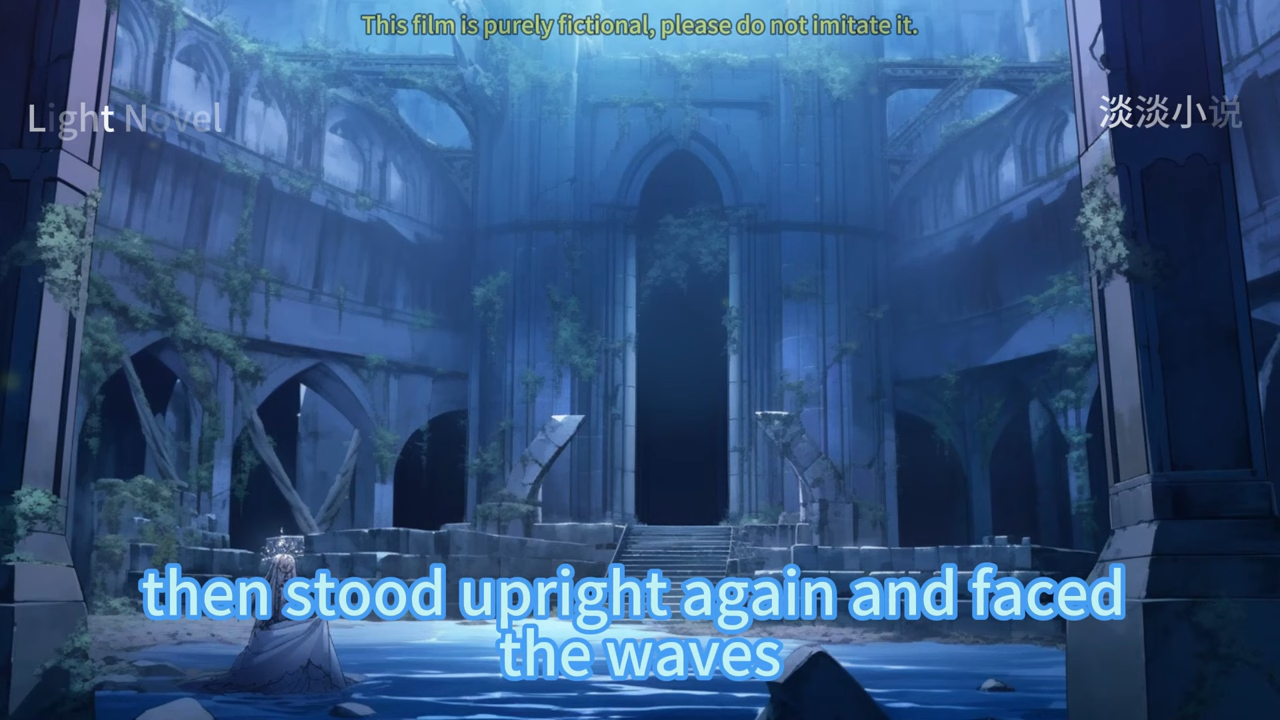 This film is purely fictional, please do not imitate it.
Light Novel
淡淡小说
then stood upright again and faced
the waves